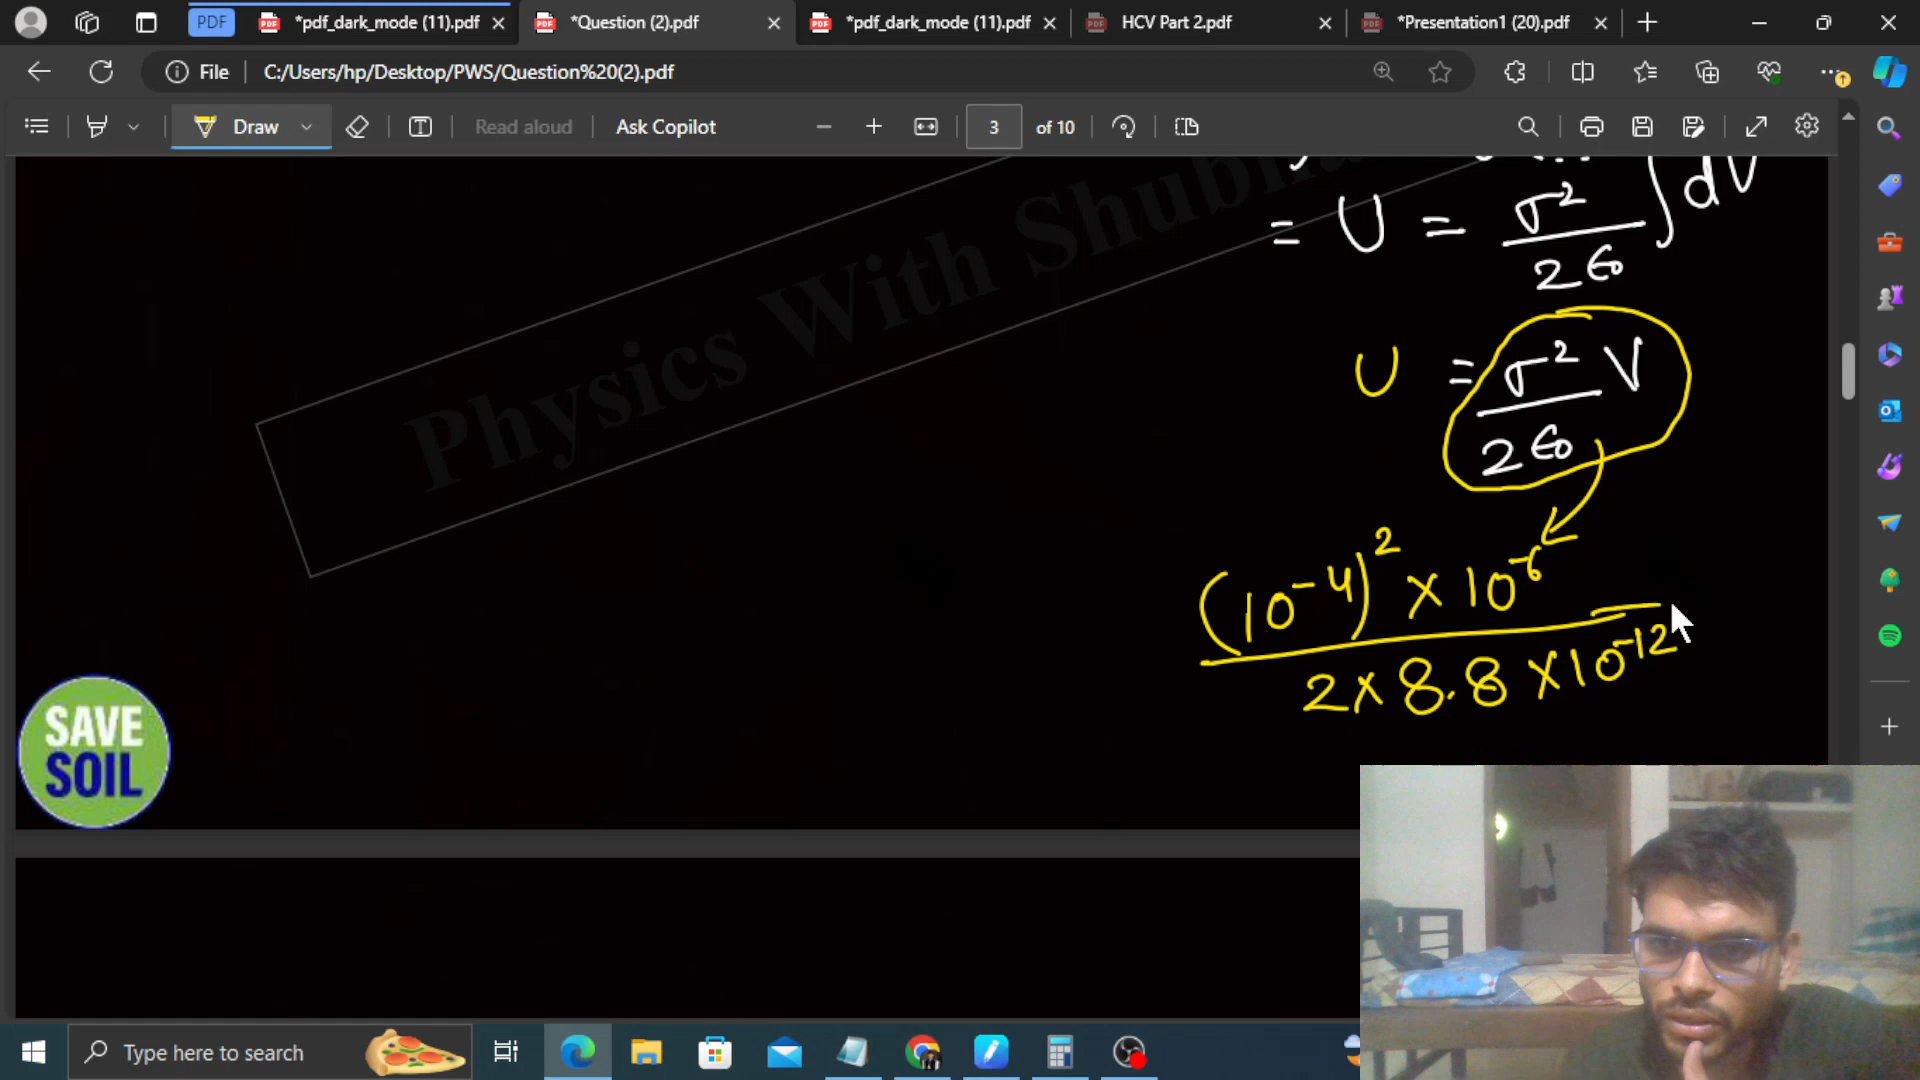 PDF *pdf_dark_mode (11).pdf *Question (2).pdf *pdf_dark_mode (11).pdf HCV Part 2.pdf *Presentation1 (20).pdf
File C:/Users/hp/Desktop/PWS/Question%20(2).pdf
Draw Read aloud Ask Copilot 3 of 10
Physics With Shubha
= U = σ² / 2ϵ₀ ∫dV
U = σ² / 2ϵ₀ V
(10⁻⁴)² × 10⁻⁶
2 × 8.8 × 10⁻¹²
SAVE
SOIL
Type here to search